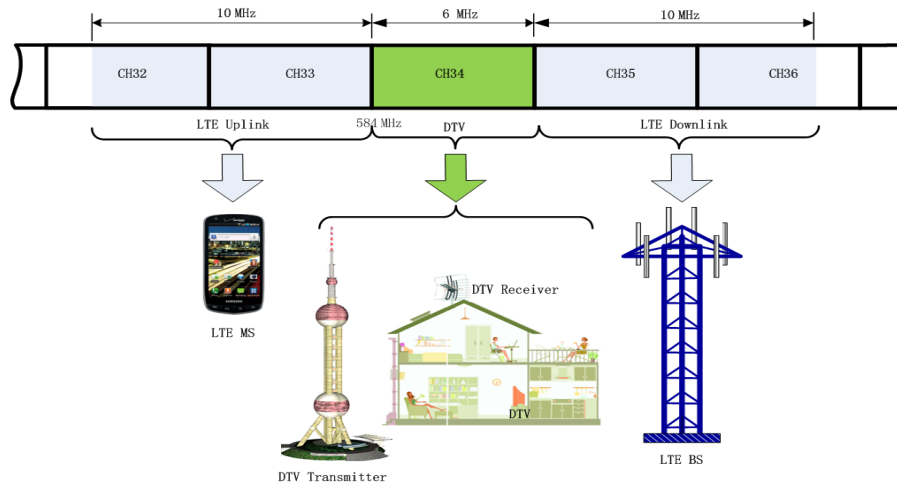 10 MHz
6 MHz
10 MHz
CH32
CH33
CH34
CH35
CH36
LTE Uplink
584 MHz
DTV
LTE Downlink
DTV Receiver
LTE MS
DTV
LTE BS
DTV Transmitter